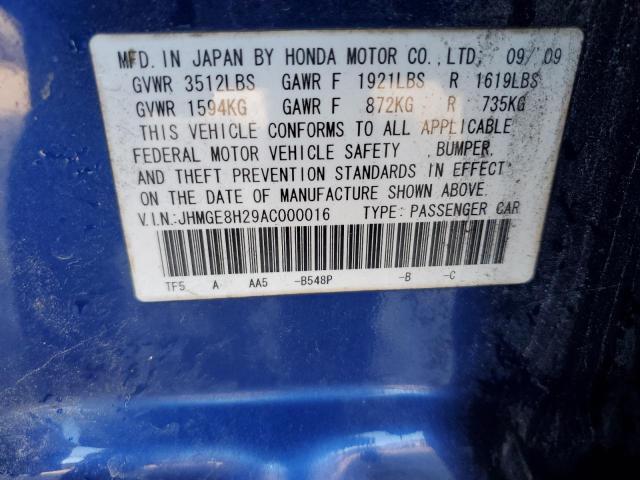 MFD. IN JAPAN BY HONDA MOTOR CO., LTD, 09/'09
GVWR 3512LBS GAWR F 1921LBS R 1619LBS
GVWR 1594KG GAWR F 872KG R 735KG
THIS VEHICLE CONFORMS TO ALL APPLICABLE
FEDERAL MOTOR VEHICLE SAFETY , BUMPER,
AND THEFT PREVENTION STANDARDS IN EFFECT
ON THE DATE OF MANUFACTURE SHOWN ABOVE.
V.I.N.:JHMGE8H29AC000016 TYPE: PASSENGER CAR
TF5 A AA5 -B548P -B -C